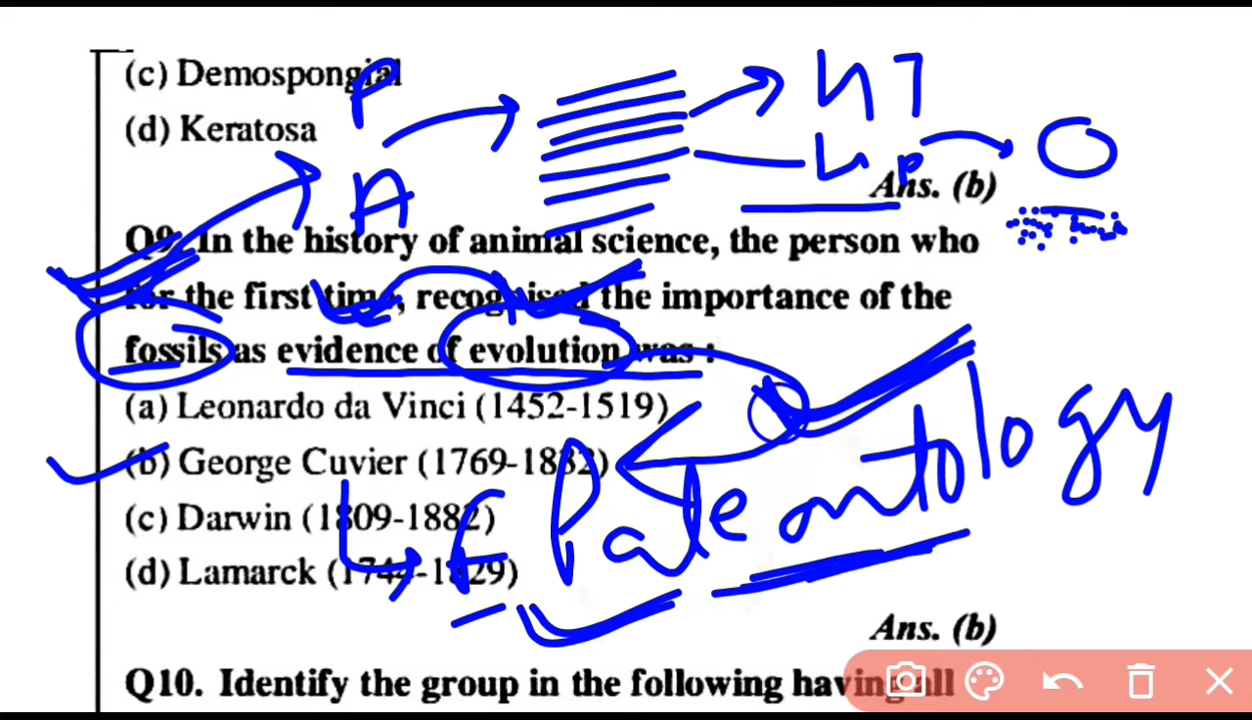 (c) Demospongial
P
HT
(d) Keratosa
A
HP
O
Ans. (b)
Q9. In the history of animal science, the person who
for the first time, recognised the importance of the
fossils as evidence of evolution was :
(a) Leonardo da Vinci (1452-1519)
(b) George Cuvier (1769-1832)
Paleontology
(c) Darwin (1809-1882)
F
(d) Lamarck (1744-1829)
Ans. (b)
Q10. Identify the group in the following having all